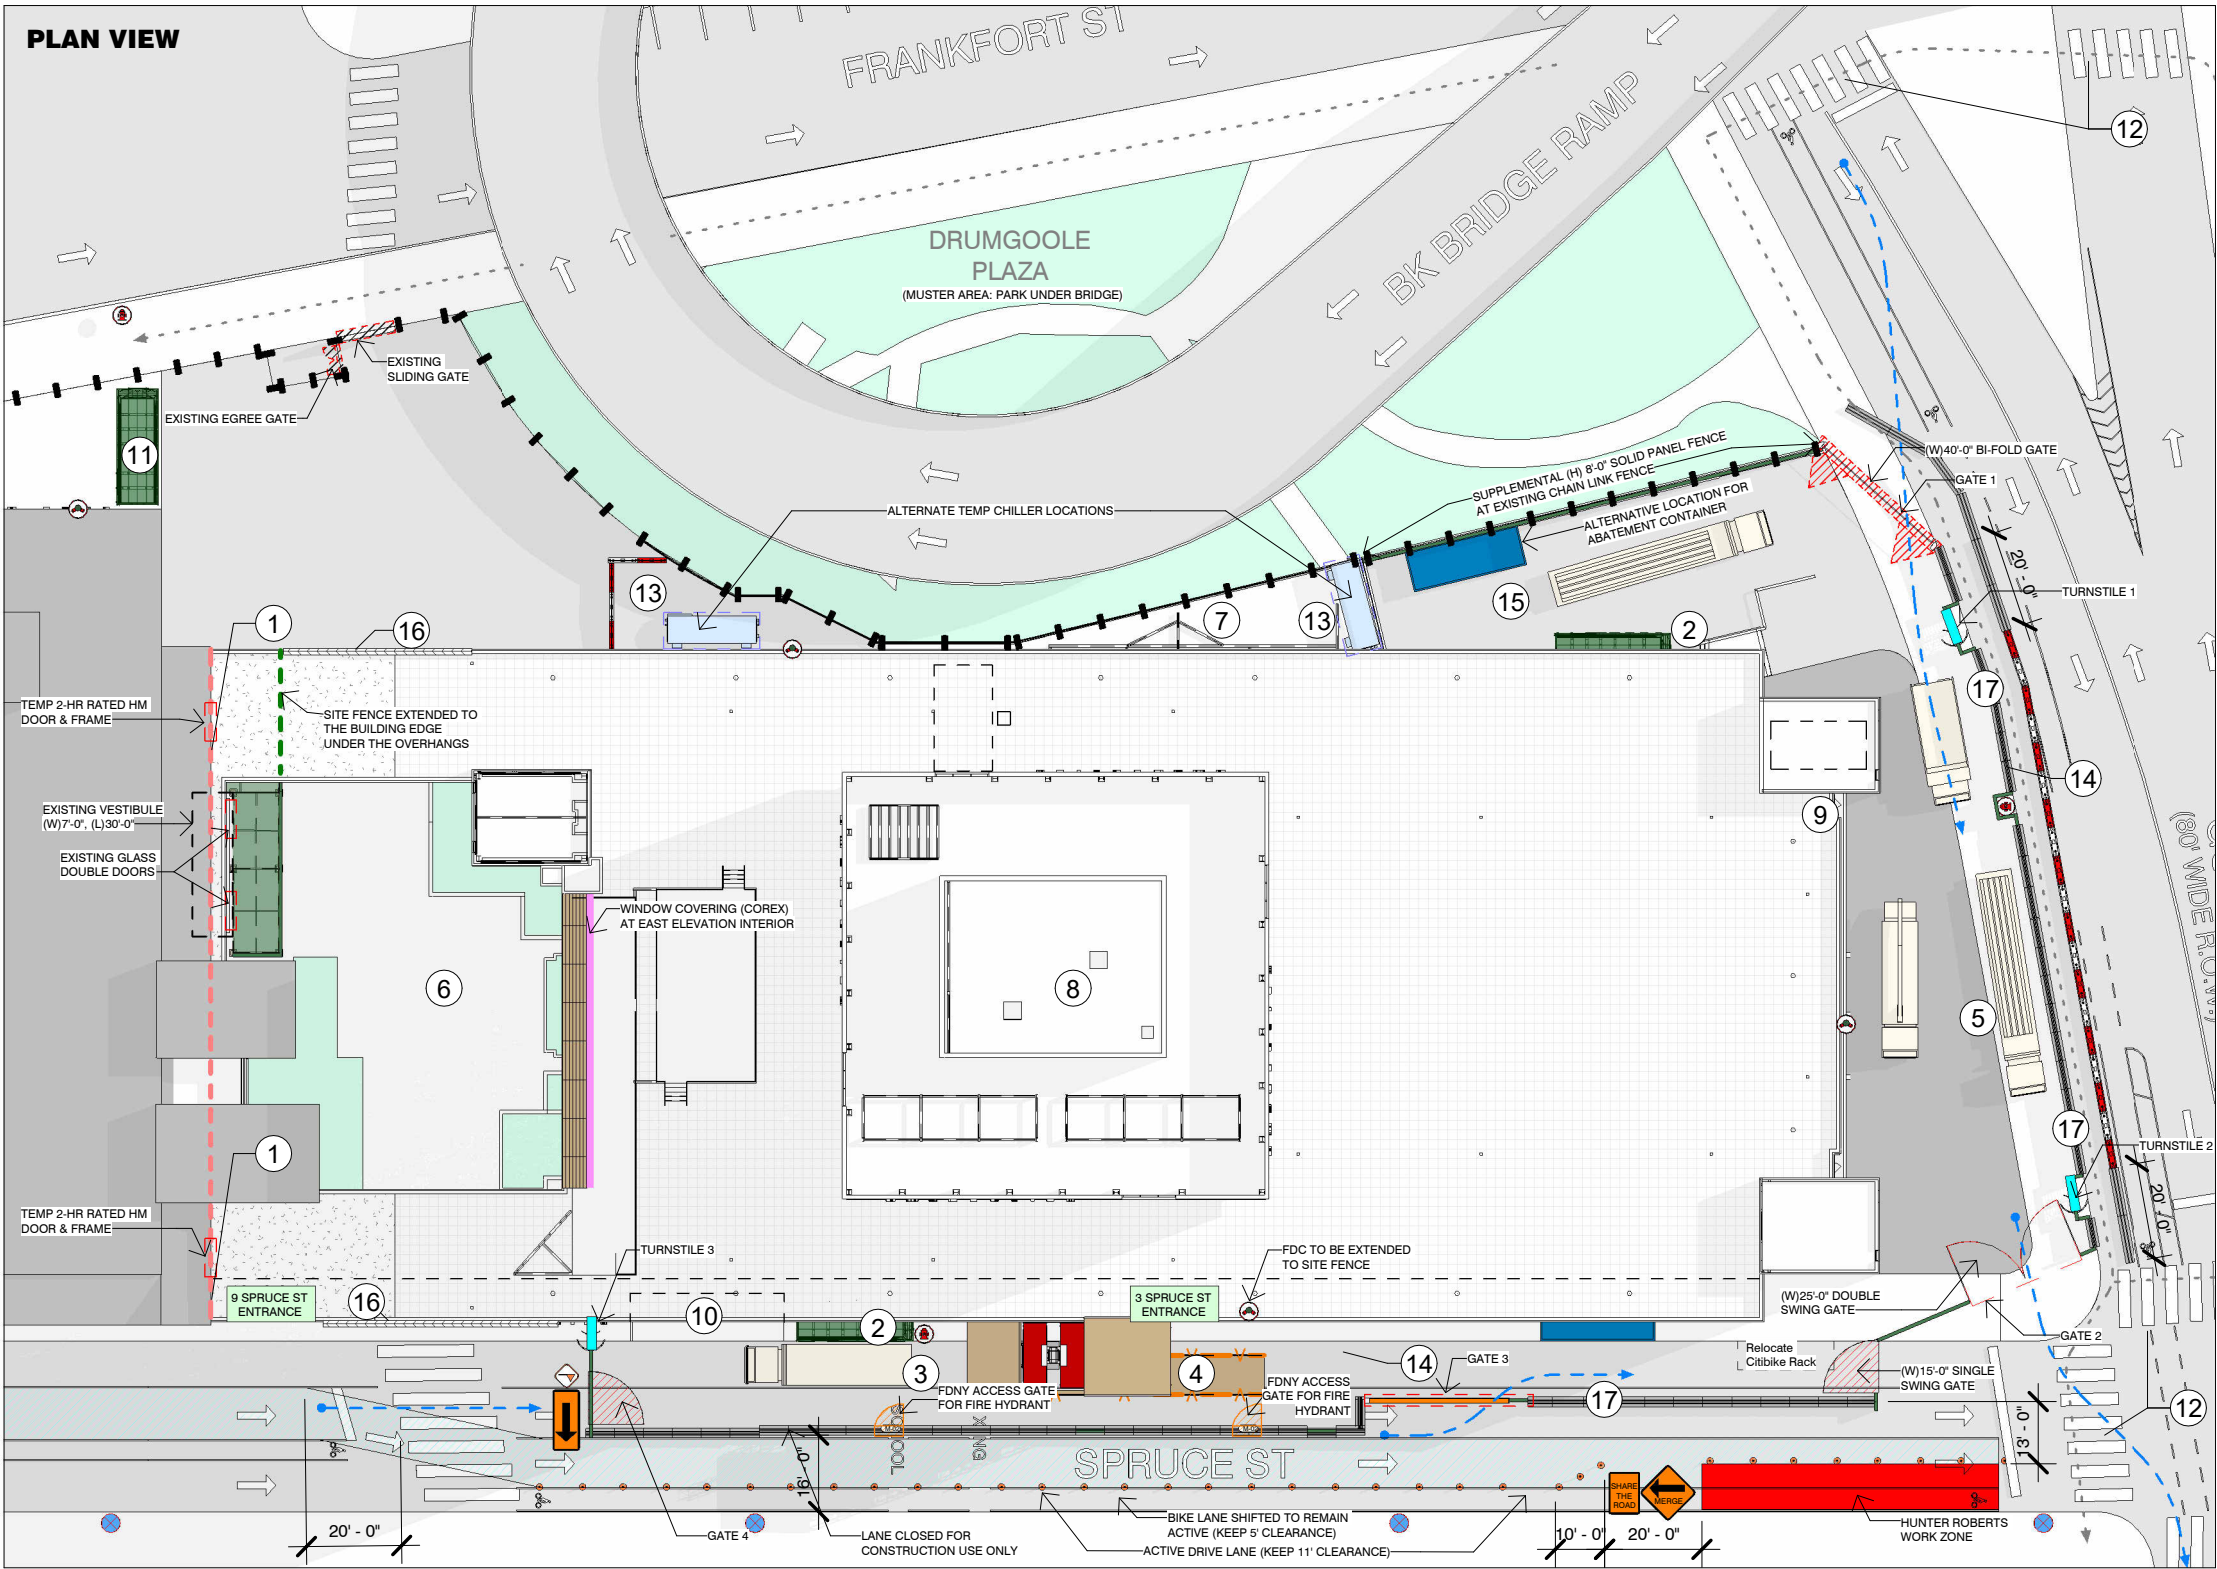 PLAN VIEW
FRANKFORT ST
12
BK BRIDGE RAMP
DRUMGOOLE
PLAZA
(MUSTER AREA: PARK UNDER BRIDGE)
EXISTING
SLIDING GATE
EXISTING EGREE GATE
11
ALTERNATE TEMP CHILLER LOCATIONS
SUPPLEMENTAL (H) 8'-0" SOLID PANEL FENCE
AT EXISTING CHAIN LINK FENCE
ALTERNATIVE LOCATION FOR
ABATEMENT CONTAINER
(W)40'-0" BI-FOLD GATE
GATE 1
20' - 0"
TURNSTILE 1
13
7
13
15
2
1
16
17
TEMP 2-HR RATED HM
DOOR & FRAME
SITE FENCE EXTENDED TO
THE BUILDING EDGE
UNDER THE OVERHANGS
14
9
EXISTING VESTIBULE
(W)7'-0", (L)30'-0"
EXISTING GLASS
DOUBLE DOORS
(80' WIDE R.O.W.)
WINDOW COVERING (COREX)
AT EAST ELEVATION INTERIOR
6
8
5
1
17
TURNSTILE 2
20' - 0"
TEMP 2-HR RATED HM
DOOR & FRAME
TURNSTILE 3
FDC TO BE EXTENDED
TO SITE FENCE
9 SPRUCE ST
ENTRANCE
16
10
3 SPRUCE ST
ENTRANCE
(W)25'-0" DOUBLE
SWING GATE
GATE 2
2
3
4
14
GATE 3
Relocate
Citibike Rack
(W)15'-0" SINGLE
SWING GATE
FDNY ACCESS GATE
FOR FIRE HYDRANT
FDNY ACCESS
GATE FOR FIRE
HYDRANT
17
12
13' - 0"
SCHOOL
XNG
SPRUCE ST
16' - 0"
SHARE
THE
ROAD
MERGE
20' - 0"
GATE 4
LANE CLOSED FOR
CONSTRUCTION USE ONLY
BIKE LANE SHIFTED TO REMAIN
ACTIVE (KEEP 5' CLEARANCE)
ACTIVE DRIVE LANE (KEEP 11' CLEARANCE)
10' - 0"
20' - 0"
HUNTER ROBERTS
WORK ZONE